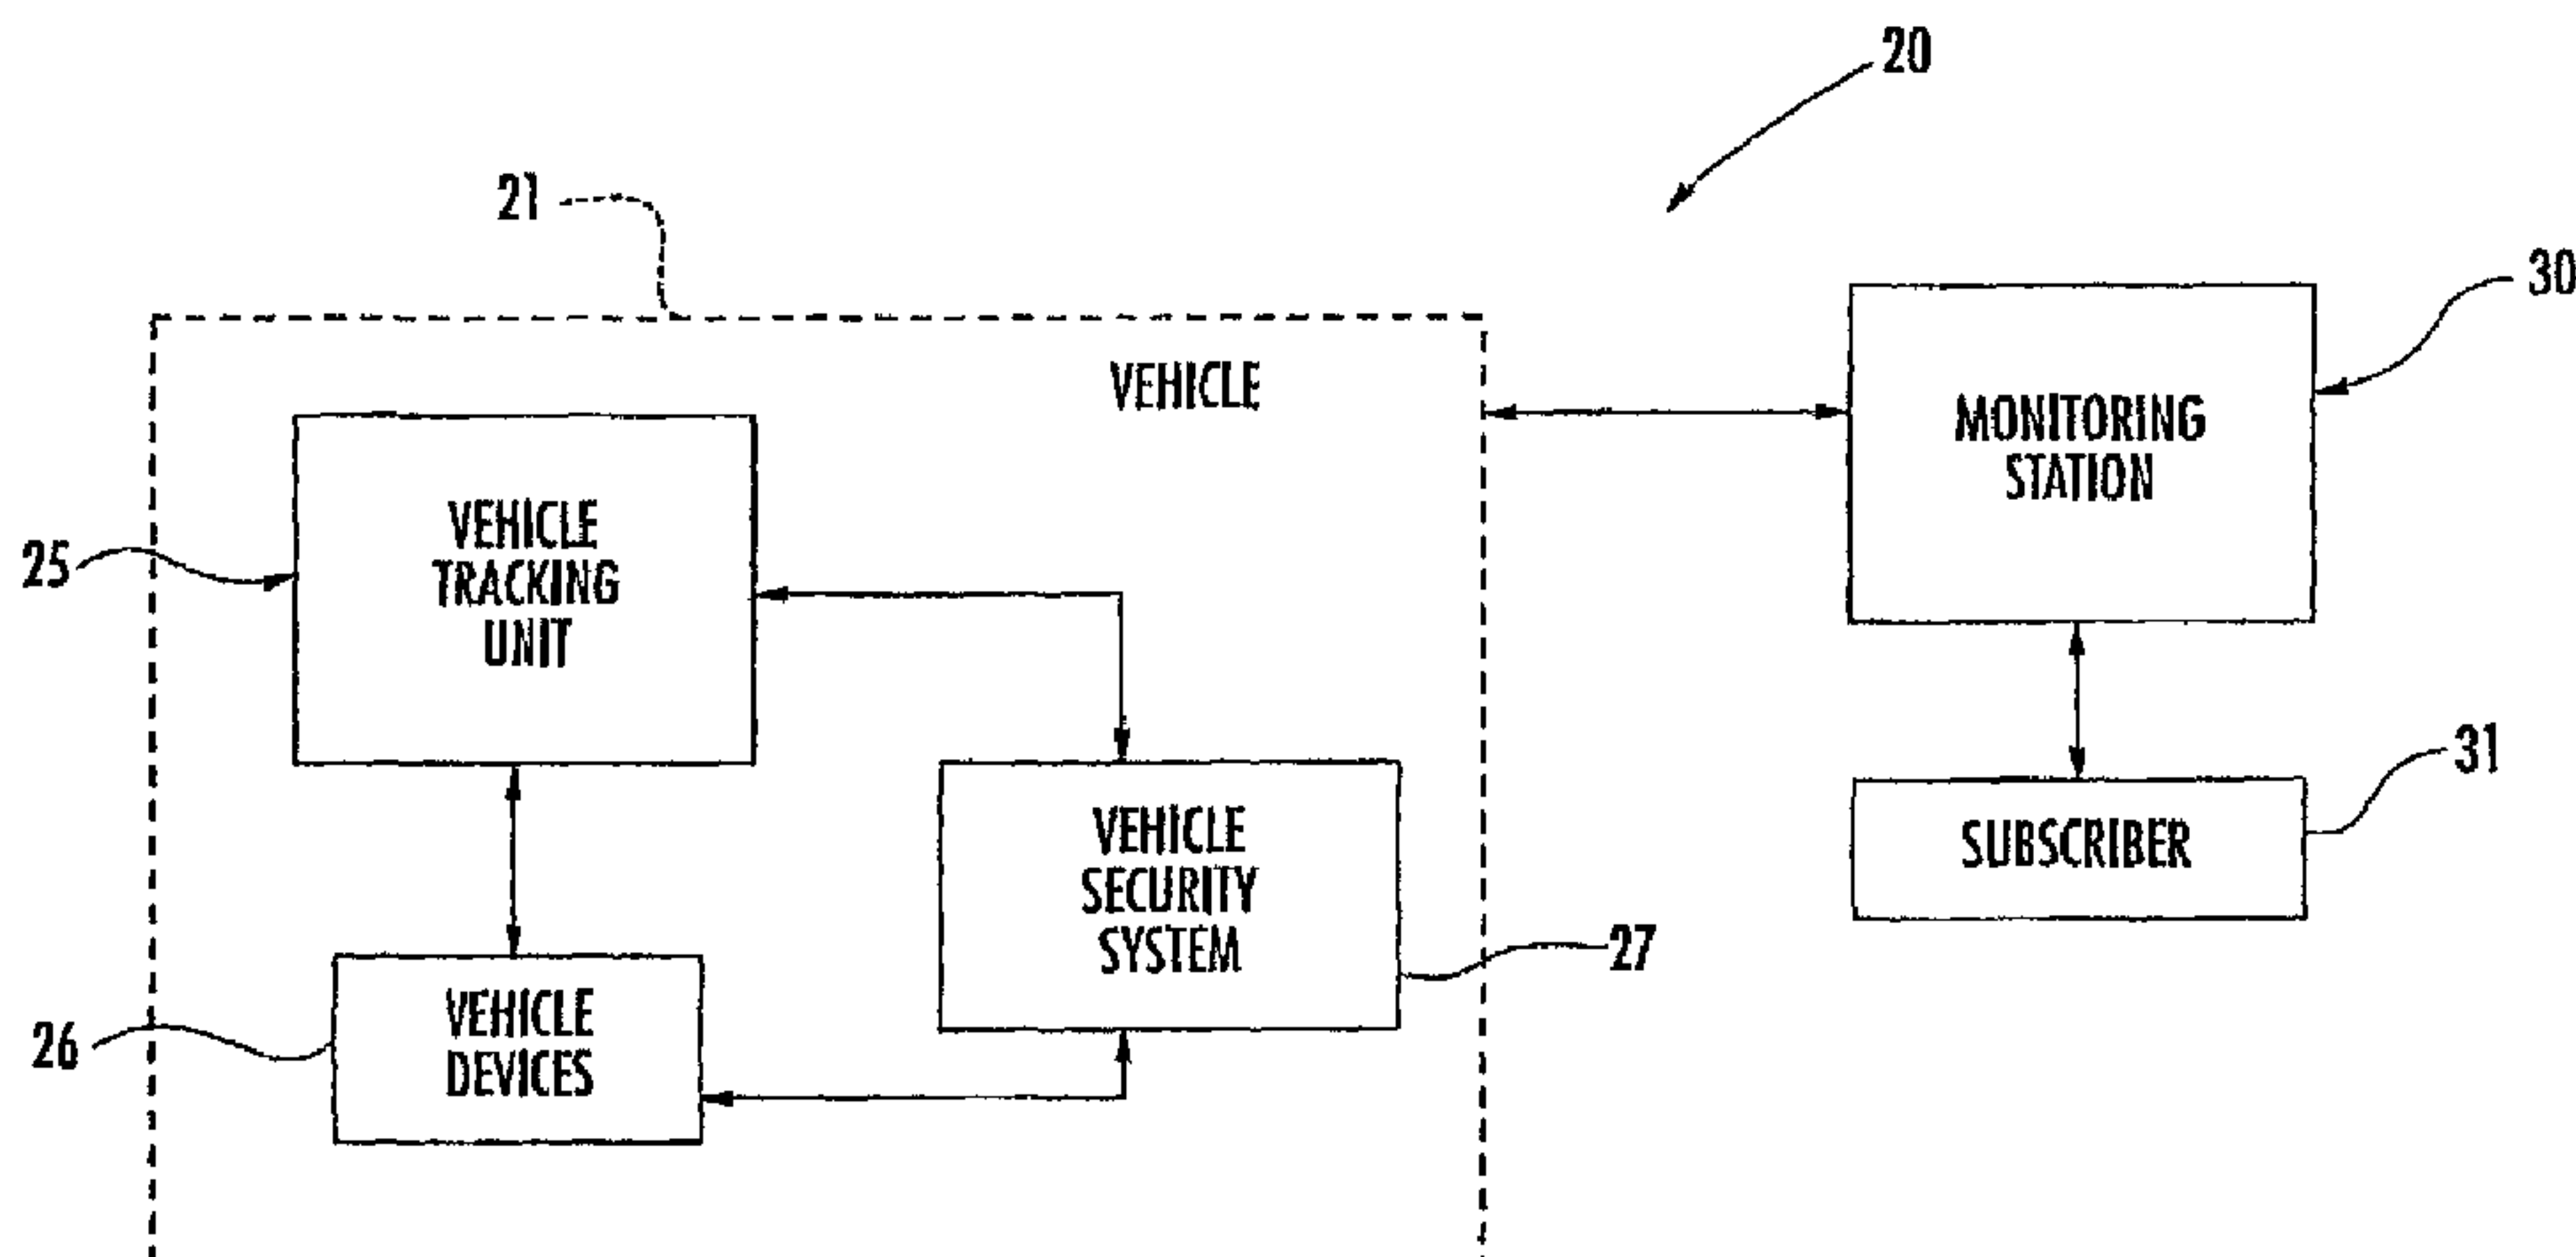 20
21
30
VEHICLE
MONITORING
STATION
VEHICLE
TRACKING
UNIT
25
31
VEHICLE
SECURITY
SYSTEM
SUBSCRIBER
27
VEHICLE
DEVICES
26